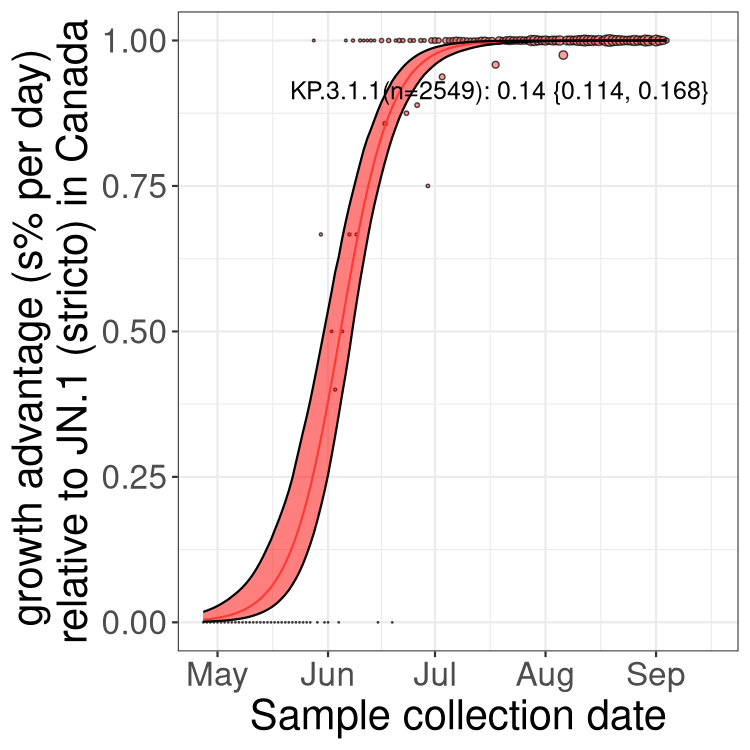 growth advantage (s% per day)
relative to JN.1 (stricto) in Canada
1.00
0.75
0.50
0.25
0.00
KP.3.1.1(n=2549): 0.14 {0.114, 0.168}
May Jun Jul Aug Sep
Sample collection date